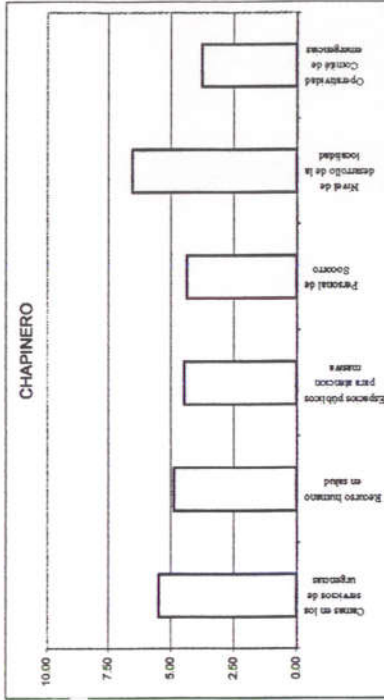 CHAPINERO
10.00
7.50
5.00
2.50
0.00
Camas en los
servicios de
urgencias
Recurso humano
en salud
Espacios públicos
para atencion
masiva
Personal de
Socorro
Nivel de
desarrollo de la
localidad
Operatividad
Comité de
emergencias